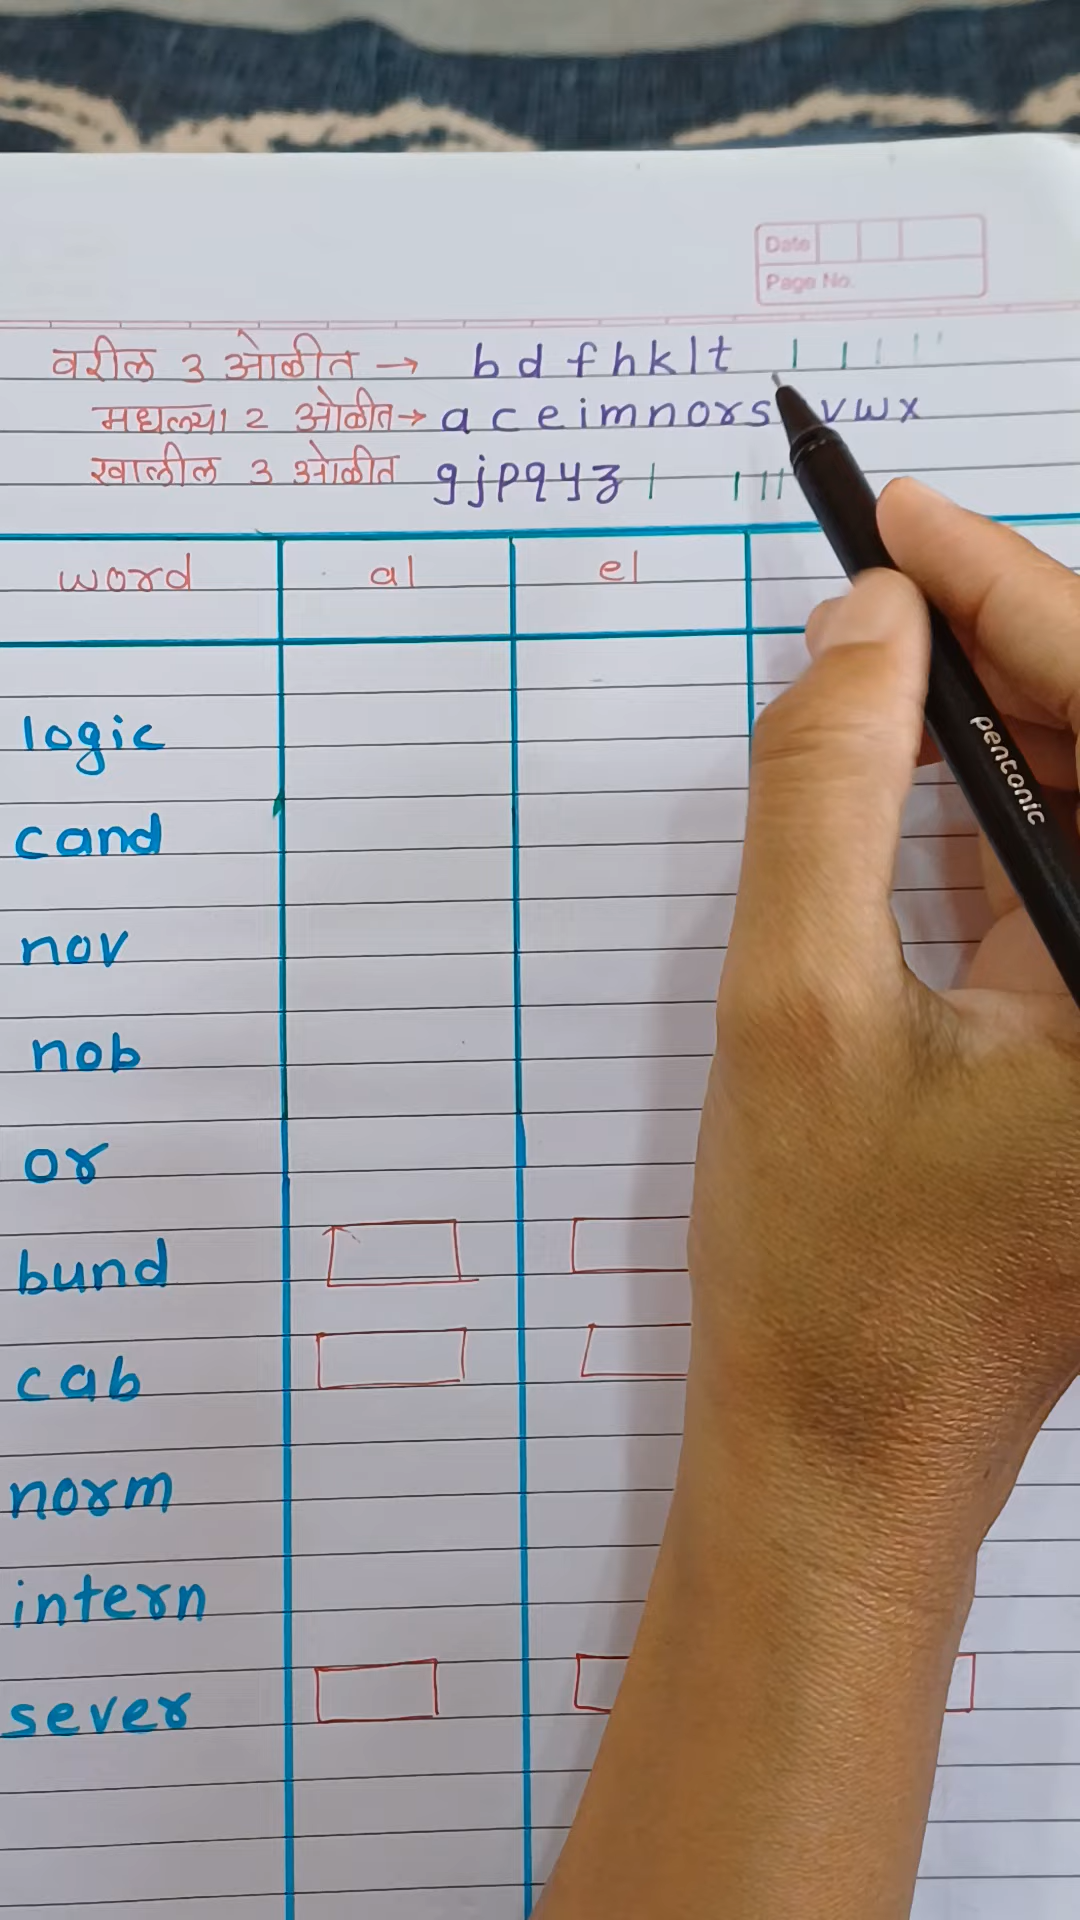 Date
Page No.
वरील 3 ओळीत → b d f h k l t
मधल्या 2 ओळीत → a c e i m n o r s v w x
खालील 3 ओळीत g j p q y z
word al el
logic
cand
nov
nob
or
bund
cab
norm
intern
sever
pentonic